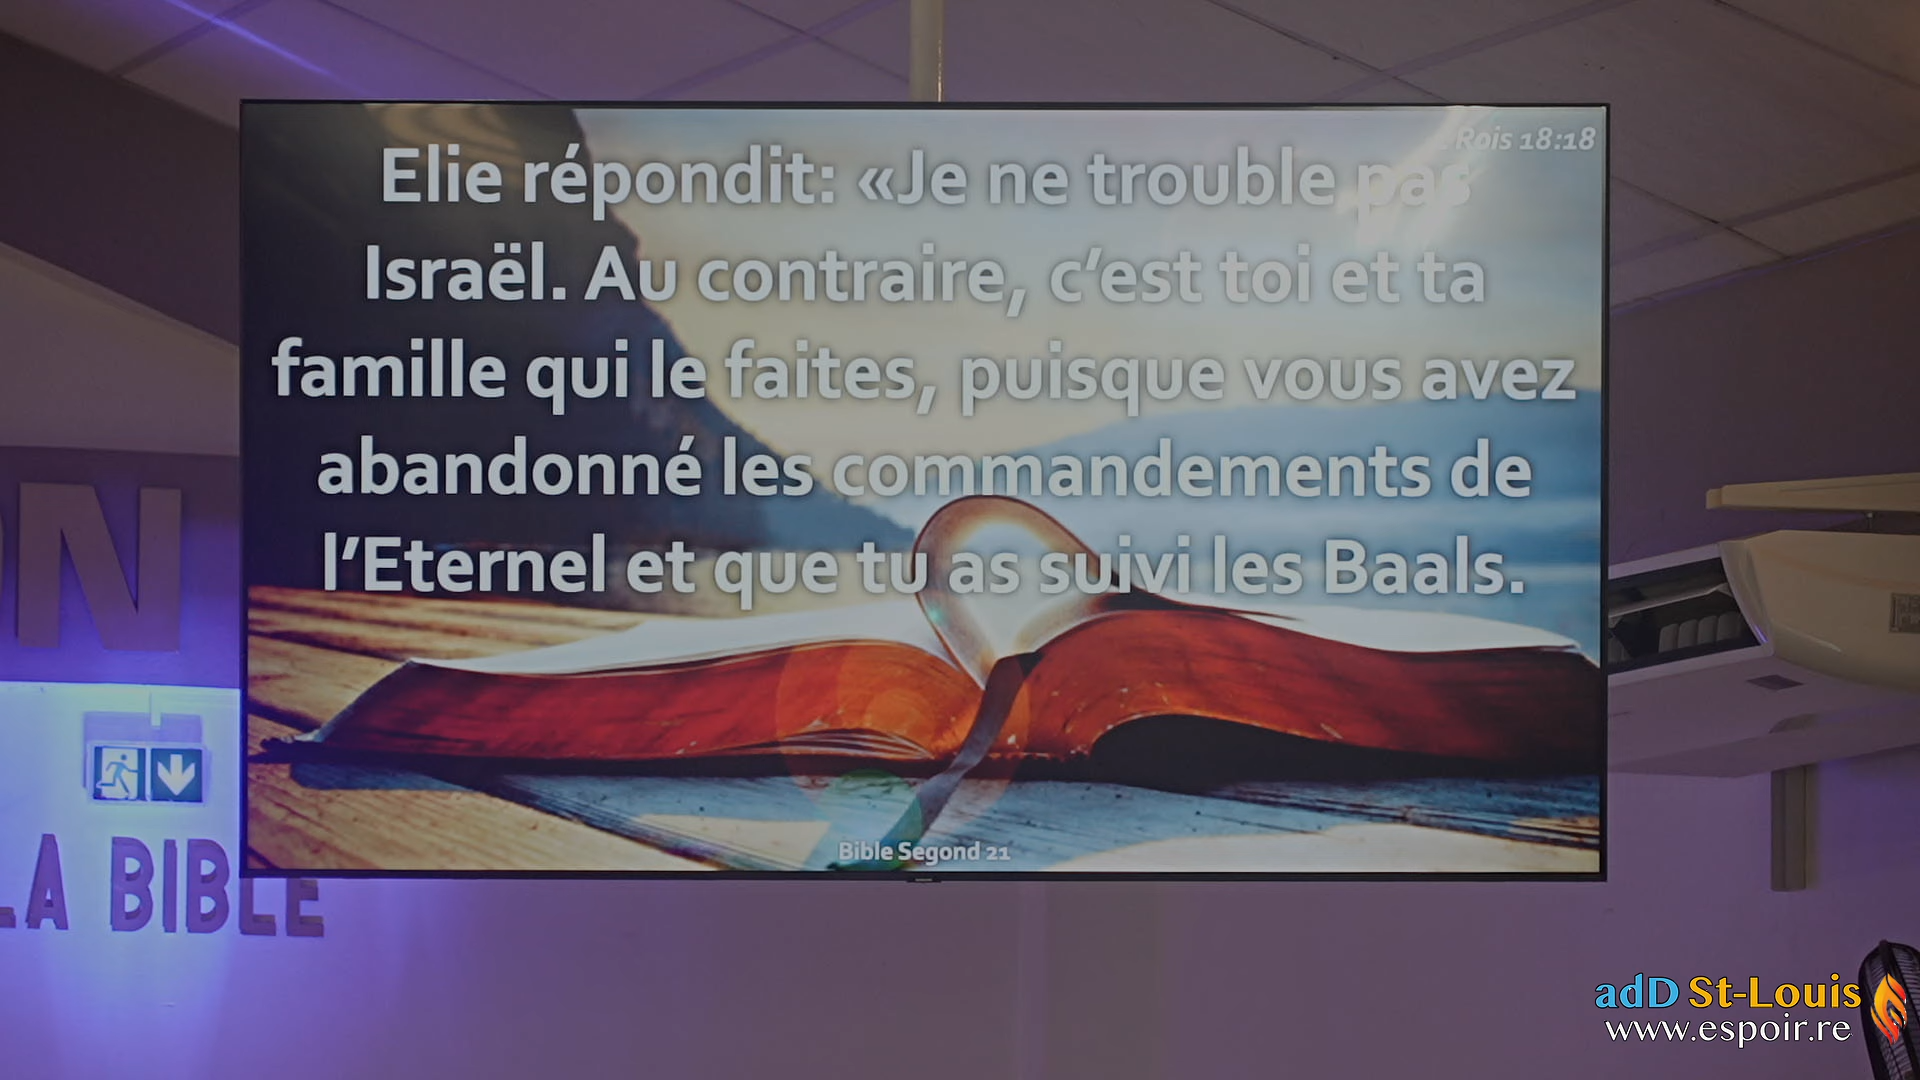 Rois 18:18
Elie répondit: «Je ne trouble pas
Israël. Au contraire, c’est toi et ta
famille qui le faites, puisque vous avez
abandonné les commandements de
l’Eternel et que tu as suivi les Baals.
Bible Segond 21
ON
LA BIBLE
adD St-Louis
www.espoir.re